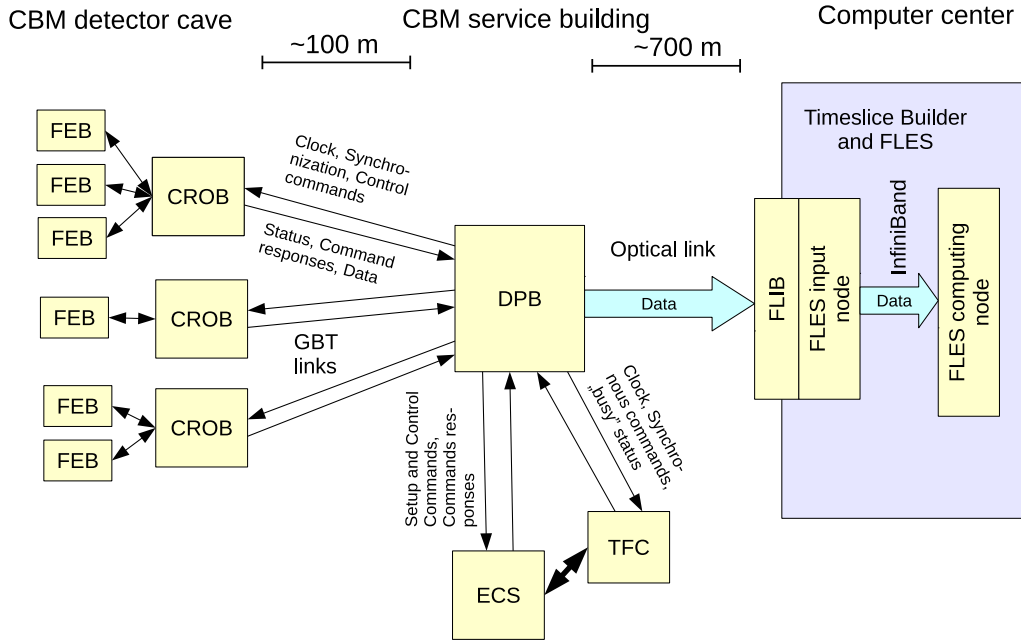 CBM detector cave
CBM service building
Computer center
~100 m
~700 m
FEB
FEB
FEB
CROB
Clock, Synchro-
nization, Control
commands
Status, Command
responses, Data
FEB
CROB
GBT
links
FEB
FEB
CROB
DPB
Optical link
Data
Timeslice Builder
and FLES
FLIB
FLES input
node
InfiniBand
Data
FLES computing
node
Setup and Control
Commands,
Commands res-
ponses
Clock, Synchro-
nous commands,
„busy” status
ECS
TFC